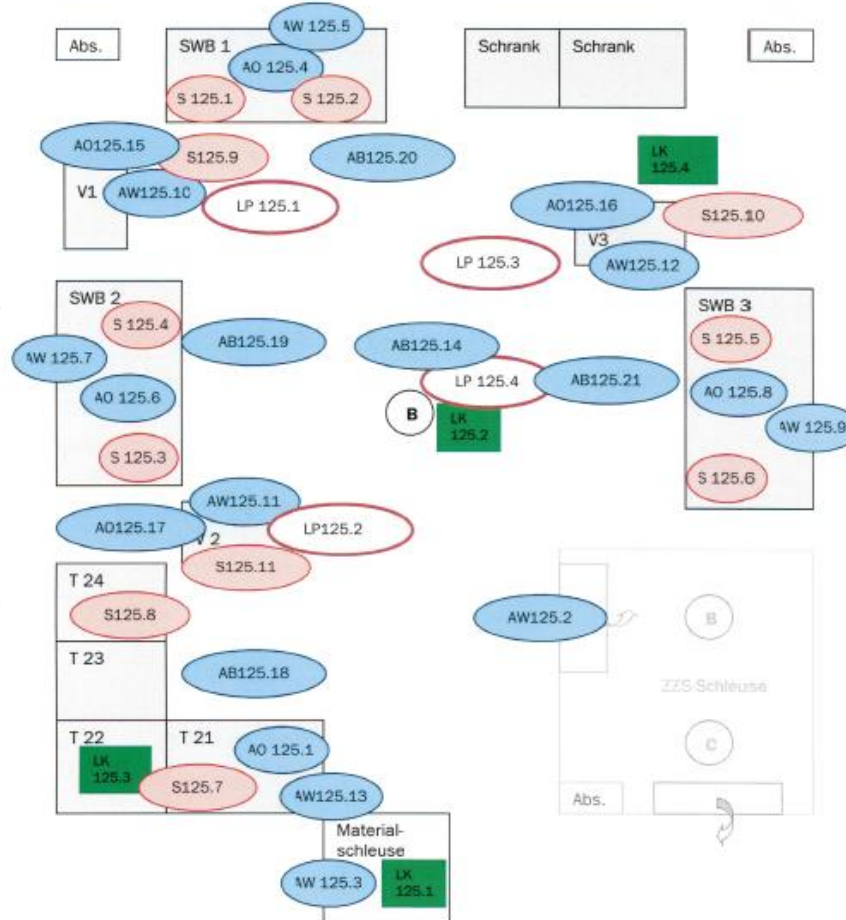 AW 125.5
Abs.
SWB 1
AO 125.4
S 125.1
S 125.2
Schrank
Schrank
Abs.
AO125.15
S125.9
AB125.20
LK
125.4
V1
AW125.10
LP 125.1
AO125.16
S125.10
V3
LP 125.3
AW125.12
SWB 2
S 125.4
AW 125.7
AB125.19
AO 125.6
S 125.3
AB125.14
LP 125.4
AB125.21
B
LK
125.2
SWB 3
S 125.5
AO 125.8
AW 125.9
S 125.6
AW125.11
AO125.17
V 2
LP125.2
S125.11
T 24
S125.8
AW125.2
B
T 23
AB125.18
ZZS-Schleuse
T 22
T 21
AO 125.1
LK
125.3
S125.7
C
AW125.13
Abs.
Material-
schleuse
AW 125.3
LK
125.1